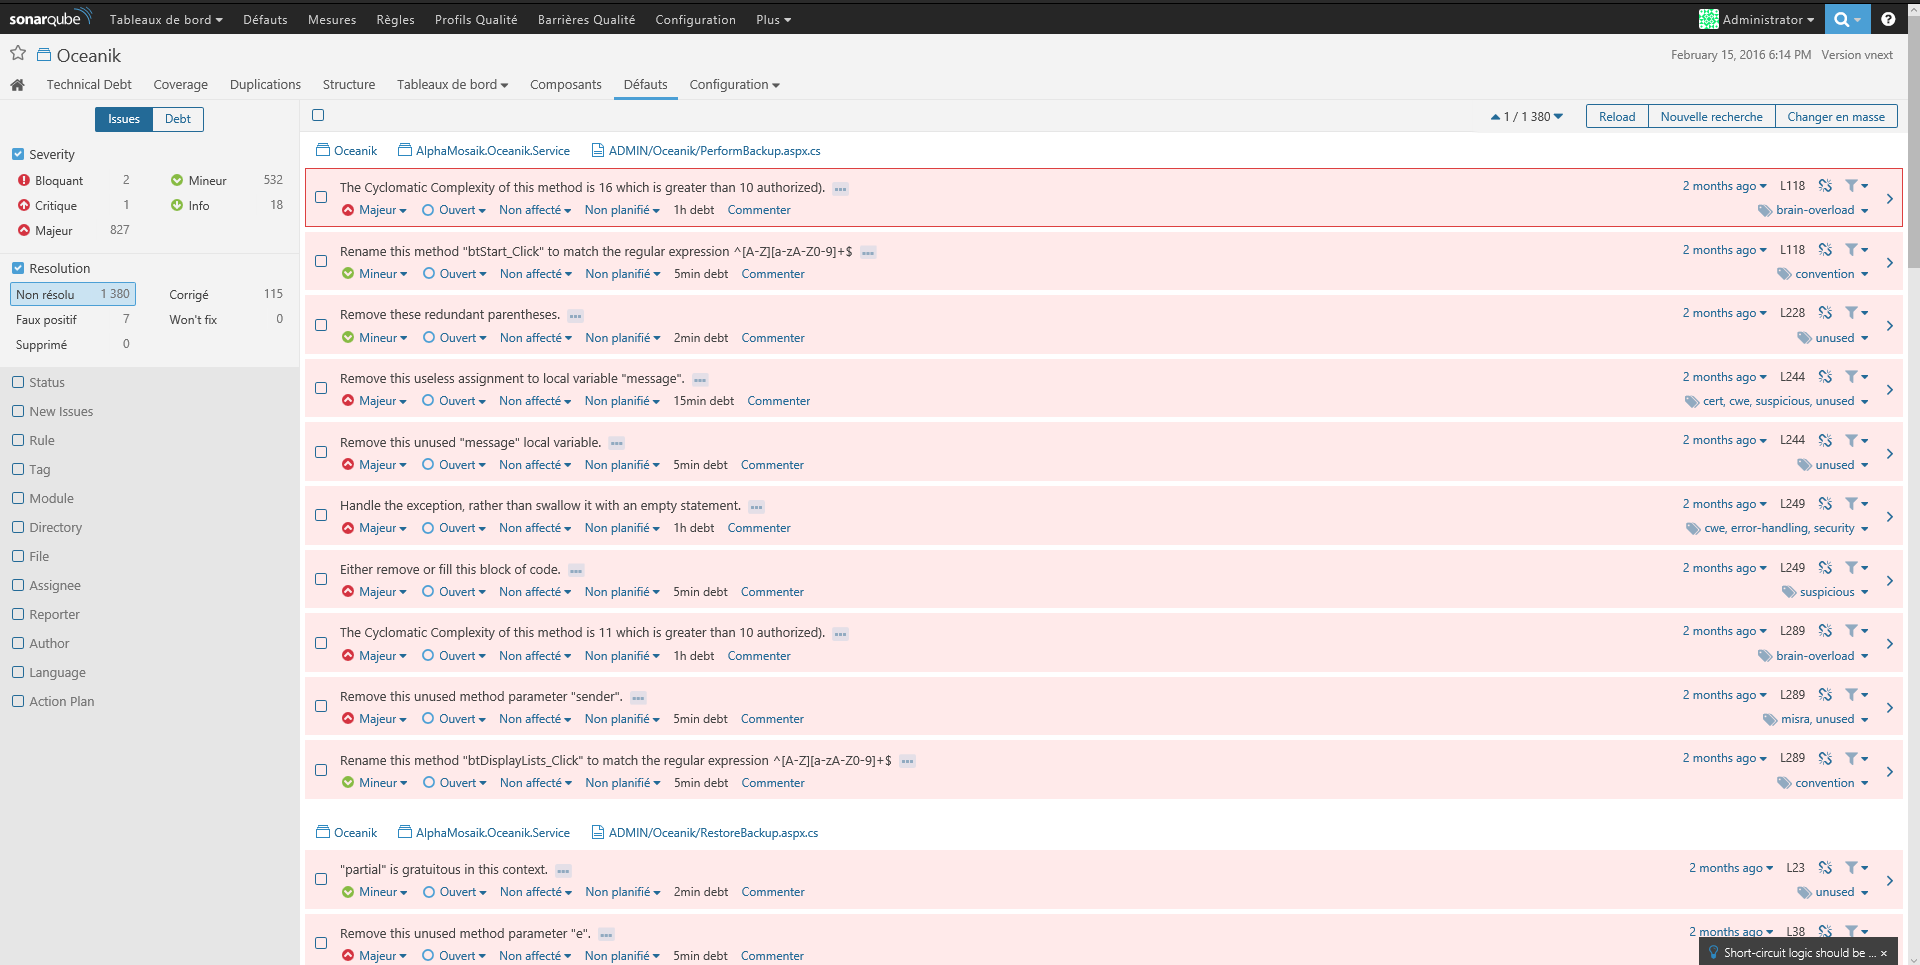 sonarqube Tableaux de bord Défauts Mesures Règles Profils Qualité Barrières Qualité Configuration Plus Administrator
Oceanik February 15, 2016 6:14 PM Version vnext
Technical Debt Coverage Duplications Structure Tableaux de bord Composants Défauts Configuration
Issues Debt
Severity
Bloquant 2 Mineur 532
Critique 1 Info 18
Majeur 827
Resolution
Non résolu 1 380 Corrigé 115
Faux positif 7 Won't fix 0
Supprimé 0
Status
New Issues
Rule
Tag
Module
Directory
File
Assignee
Reporter
Author
Language
Action Plan
1 / 1 380 Reload Nouvelle recherche Changer en masse
Oceanik AlphaMosaik.Oceanik.Service ADMIN/Oceanik/PerformBackup.aspx.cs
The Cyclomatic Complexity of this method is 16 which is greater than 10 authorized). 2 months ago L118
Majeur Ouvert Non affecté Non planifié 1h debt Commenter brain-overload
Rename this method "btStart_Click" to match the regular expression ^[A-Z][a-zA-Z0-9]+$ 2 months ago L118
Mineur Ouvert Non affecté Non planifié 5min debt Commenter convention
Remove these redundant parentheses. 2 months ago L228
Mineur Ouvert Non affecté Non planifié 2min debt Commenter unused
Remove this useless assignment to local variable "message". 2 months ago L244
Majeur Ouvert Non affecté Non planifié 15min debt Commenter cert, cwe, suspicious, unused
Remove this unused "message" local variable. 2 months ago L244
Majeur Ouvert Non affecté Non planifié 5min debt Commenter unused
Handle the exception, rather than swallow it with an empty statement. 2 months ago L249
Majeur Ouvert Non affecté Non planifié 1h debt Commenter cwe, error-handling, security
Either remove or fill this block of code. 2 months ago L249
Majeur Ouvert Non affecté Non planifié 5min debt Commenter suspicious
The Cyclomatic Complexity of this method is 11 which is greater than 10 authorized). 2 months ago L289
Majeur Ouvert Non affecté Non planifié 1h debt Commenter brain-overload
Remove this unused method parameter "sender". 2 months ago L289
Majeur Ouvert Non affecté Non planifié 5min debt Commenter misra, unused
Rename this method "btDisplayLists_Click" to match the regular expression ^[A-Z][a-zA-Z0-9]+$ 2 months ago L289
Mineur Ouvert Non affecté Non planifié 5min debt Commenter convention
Oceanik AlphaMosaik.Oceanik.Service ADMIN/Oceanik/RestoreBackup.aspx.cs
"partial" is gratuitous in this context. 2 months ago L23
Mineur Ouvert Non affecté Non planifié 2min debt Commenter unused
Remove this unused method parameter "e". 2 months ago L38
Majeur Ouvert Non affecté Non planifié 5min debt Commenter
Short-circuit logic should be ... ×